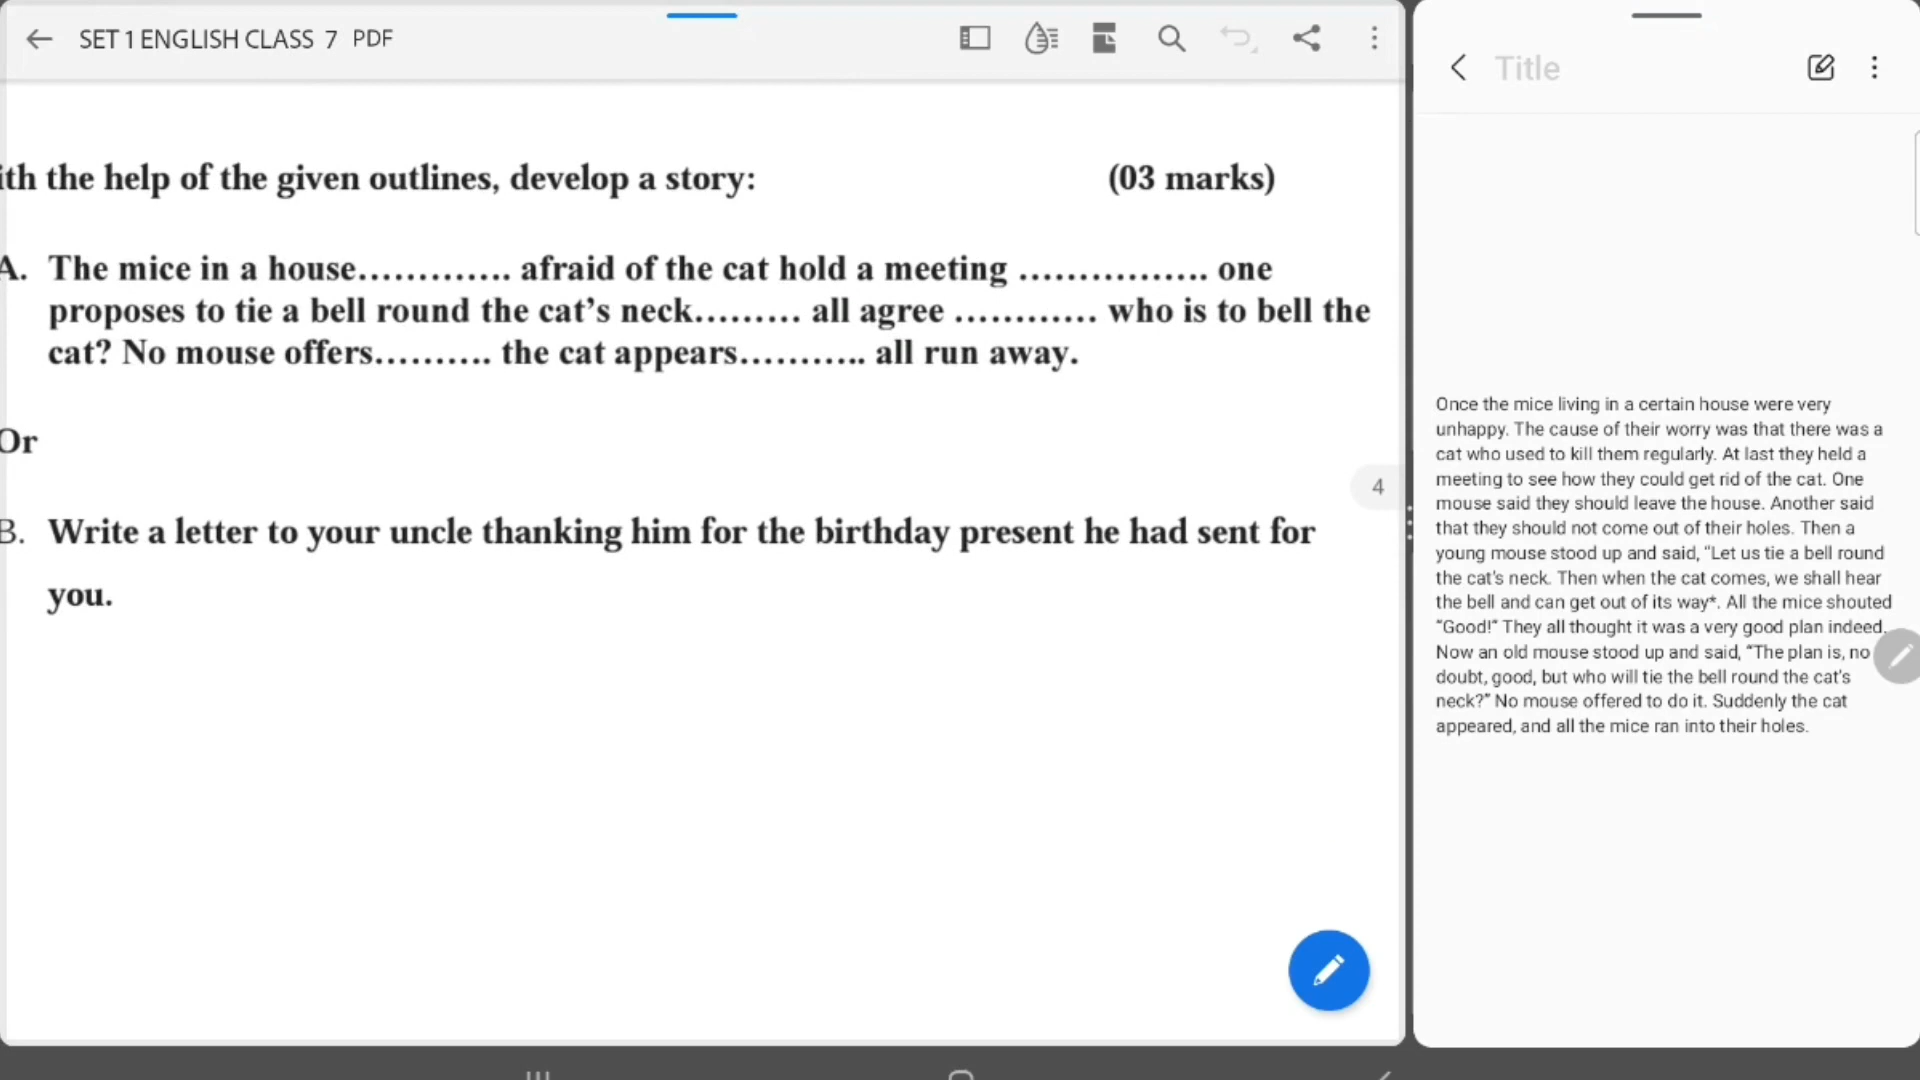 SET 1 ENGLISH CLASS 7 PDF
ith the help of the given outlines, develop a story: (03 marks)
A. The mice in a house…………. afraid of the cat hold a meeting ……………. one
proposes to tie a bell round the cat's neck……… all agree …………. who is to bell the
cat? No mouse offers………. the cat appears……….. all run away.
Or
B. Write a letter to your uncle thanking him for the birthday present he had sent for
you.
4
Title
Once the mice living in a certain house were very
unhappy. The cause of their worry was that there was a
cat who used to kill them regularly. At last they held a
meeting to see how they could get rid of the cat. One
mouse said they should leave the house. Another said
that they should not come out of their holes. Then a
young mouse stood up and said, “Let us tie a bell round
the cat's neck. Then when the cat comes, we shall hear
the bell and can get out of its way*. All the mice shouted
“Good!” They all thought it was a very good plan indeed.
Now an old mouse stood up and said, “The plan is, no
doubt, good, but who will tie the bell round the cat's
neck?” No mouse offered to do it. Suddenly the cat
appeared, and all the mice ran into their holes.